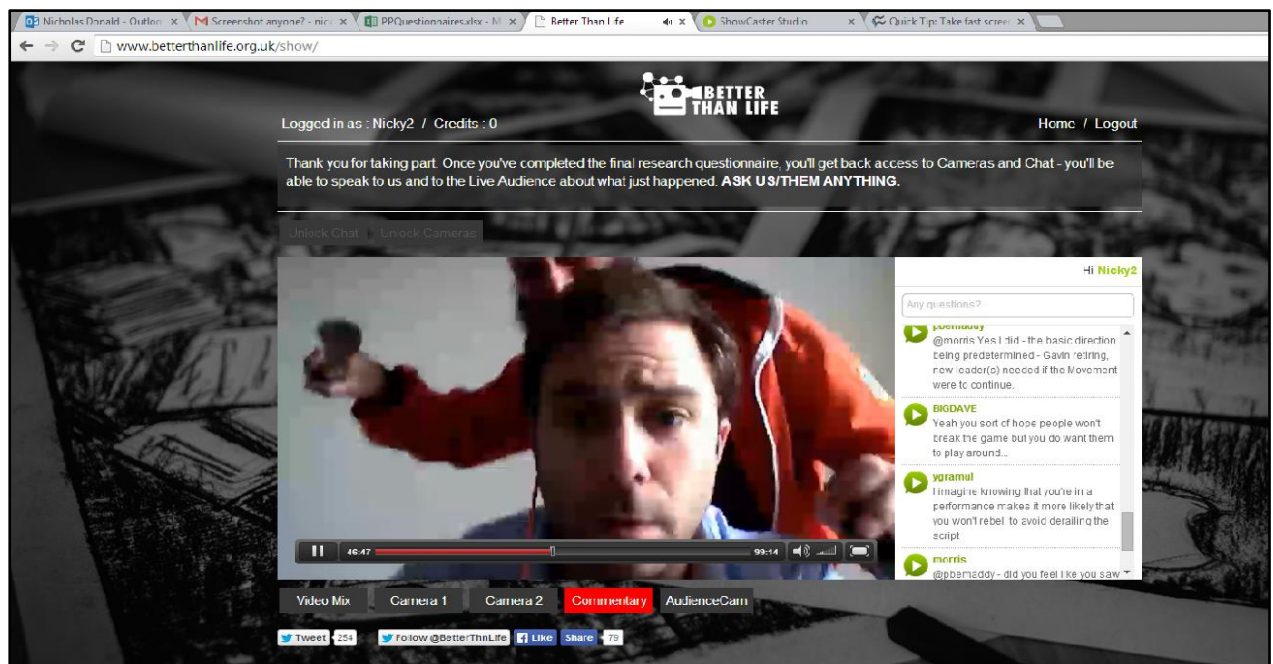 Nicholas Donald - Outlook
Screenshot anyone? - nick
PPQuestionnaires.xlsx - M
Better Than Life
ShowCaster Studio
Quick Tip: Take fast screen
www.betterthanlife.org.uk/show/
BETTER
THAN LIFE
Logged in as : Nicky2 / Credits : 0
Home / Logout
Thank you for taking part. Once you've completed the final research questionnaire, you'll get back access to Cameras and Chat - you'll be
able to speak to us and to the Live Audience about what just happened. ASK US/THEM ANYTHING.
Unlock Chat
Unlock Cameras
Hi Nicky2
Any questions?
pbemaddy
@morris Yes I did - the basic direction
being predetermined - Gavin retiring,
new leader(s) needed if the Movement
were to continue.
BIGDAVE
Yeah you sort of hope people won't
break the game but you do want them
to play around...
ygramul
I imagine knowing that you're in a
performance makes it more likely that
you won't rebel to avoid derailing the
script
morris
@pbemaddy - did you feel like you saw
46:47
99:14
Video Mix
Camera 1
Camera 2
Commentary
AudienceCam
Tweet 254
Follow @BetterThnLife
Like
Share 79